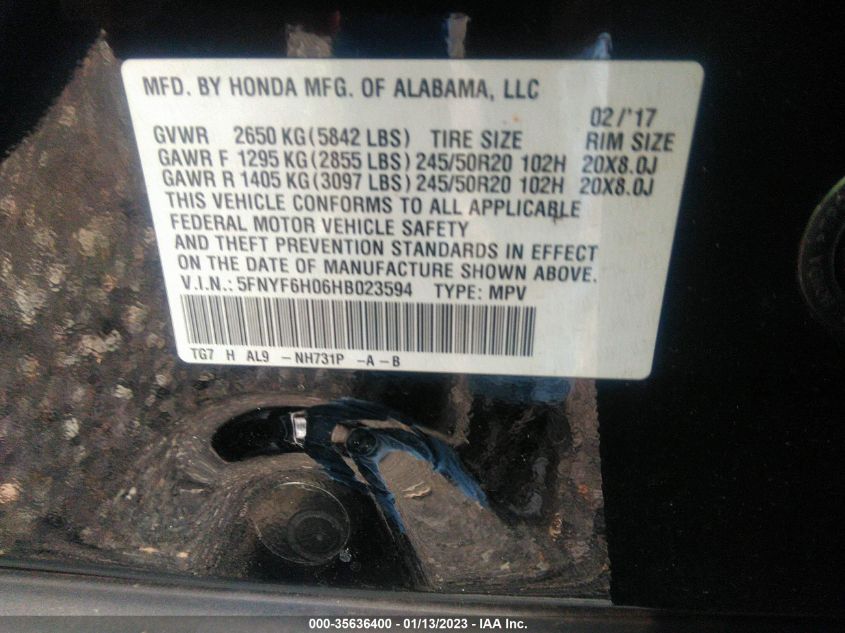 MFD. BY HONDA MFG. OF ALABAMA, LLC
02/'17
GVWR 2650 KG(5842 LBS) TIRE SIZE RIM SIZE
GAWR F 1295 KG(2855 LBS) 245/50R20 102H 20X8.0J
GAWR R 1405 KG(3097 LBS) 245/50R20 102H 20X8.0J
THIS VEHICLE CONFORMS TO ALL APPLICABLE
FEDERAL MOTOR VEHICLE SAFETY
AND THEFT PREVENTION STANDARDS IN EFFECT
ON THE DATE OF MANUFACTURE SHOWN ABOVE.
V.I.N.: 5FNYF6H06HB023594 TYPE: MPV
TG7 H AL9 -NH731P -A-B
000-35636400 - 01/13/2023 - IAA Inc.